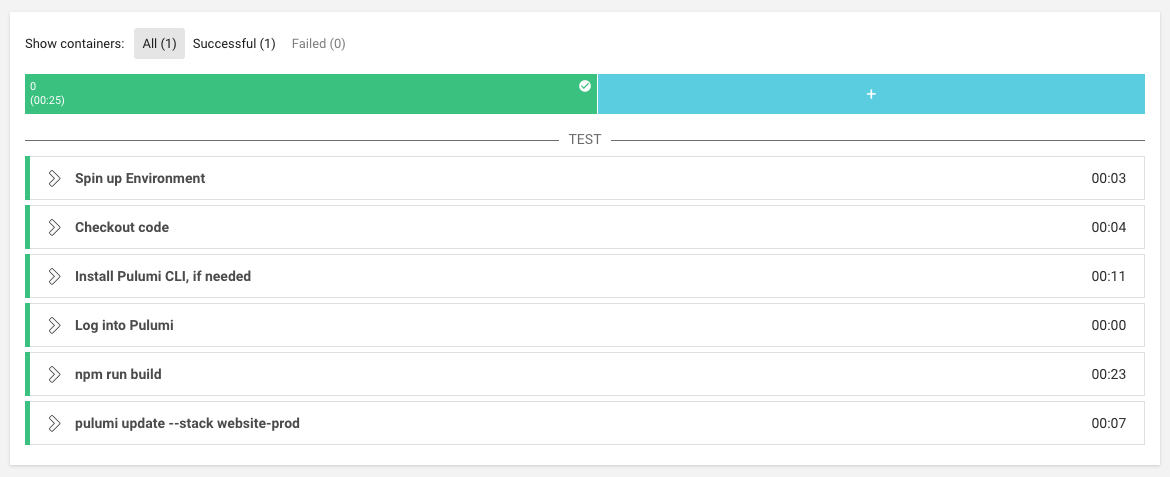 Show containers: All (1) Successful (1) Failed (0)
0
(00:25)
+
TEST
Spin up Environment 00:03
Checkout code 00:04
Install Pulumi CLI, if needed 00:11
Log into Pulumi 00:00
npm run build 00:23
pulumi update --stack website-prod 00:07